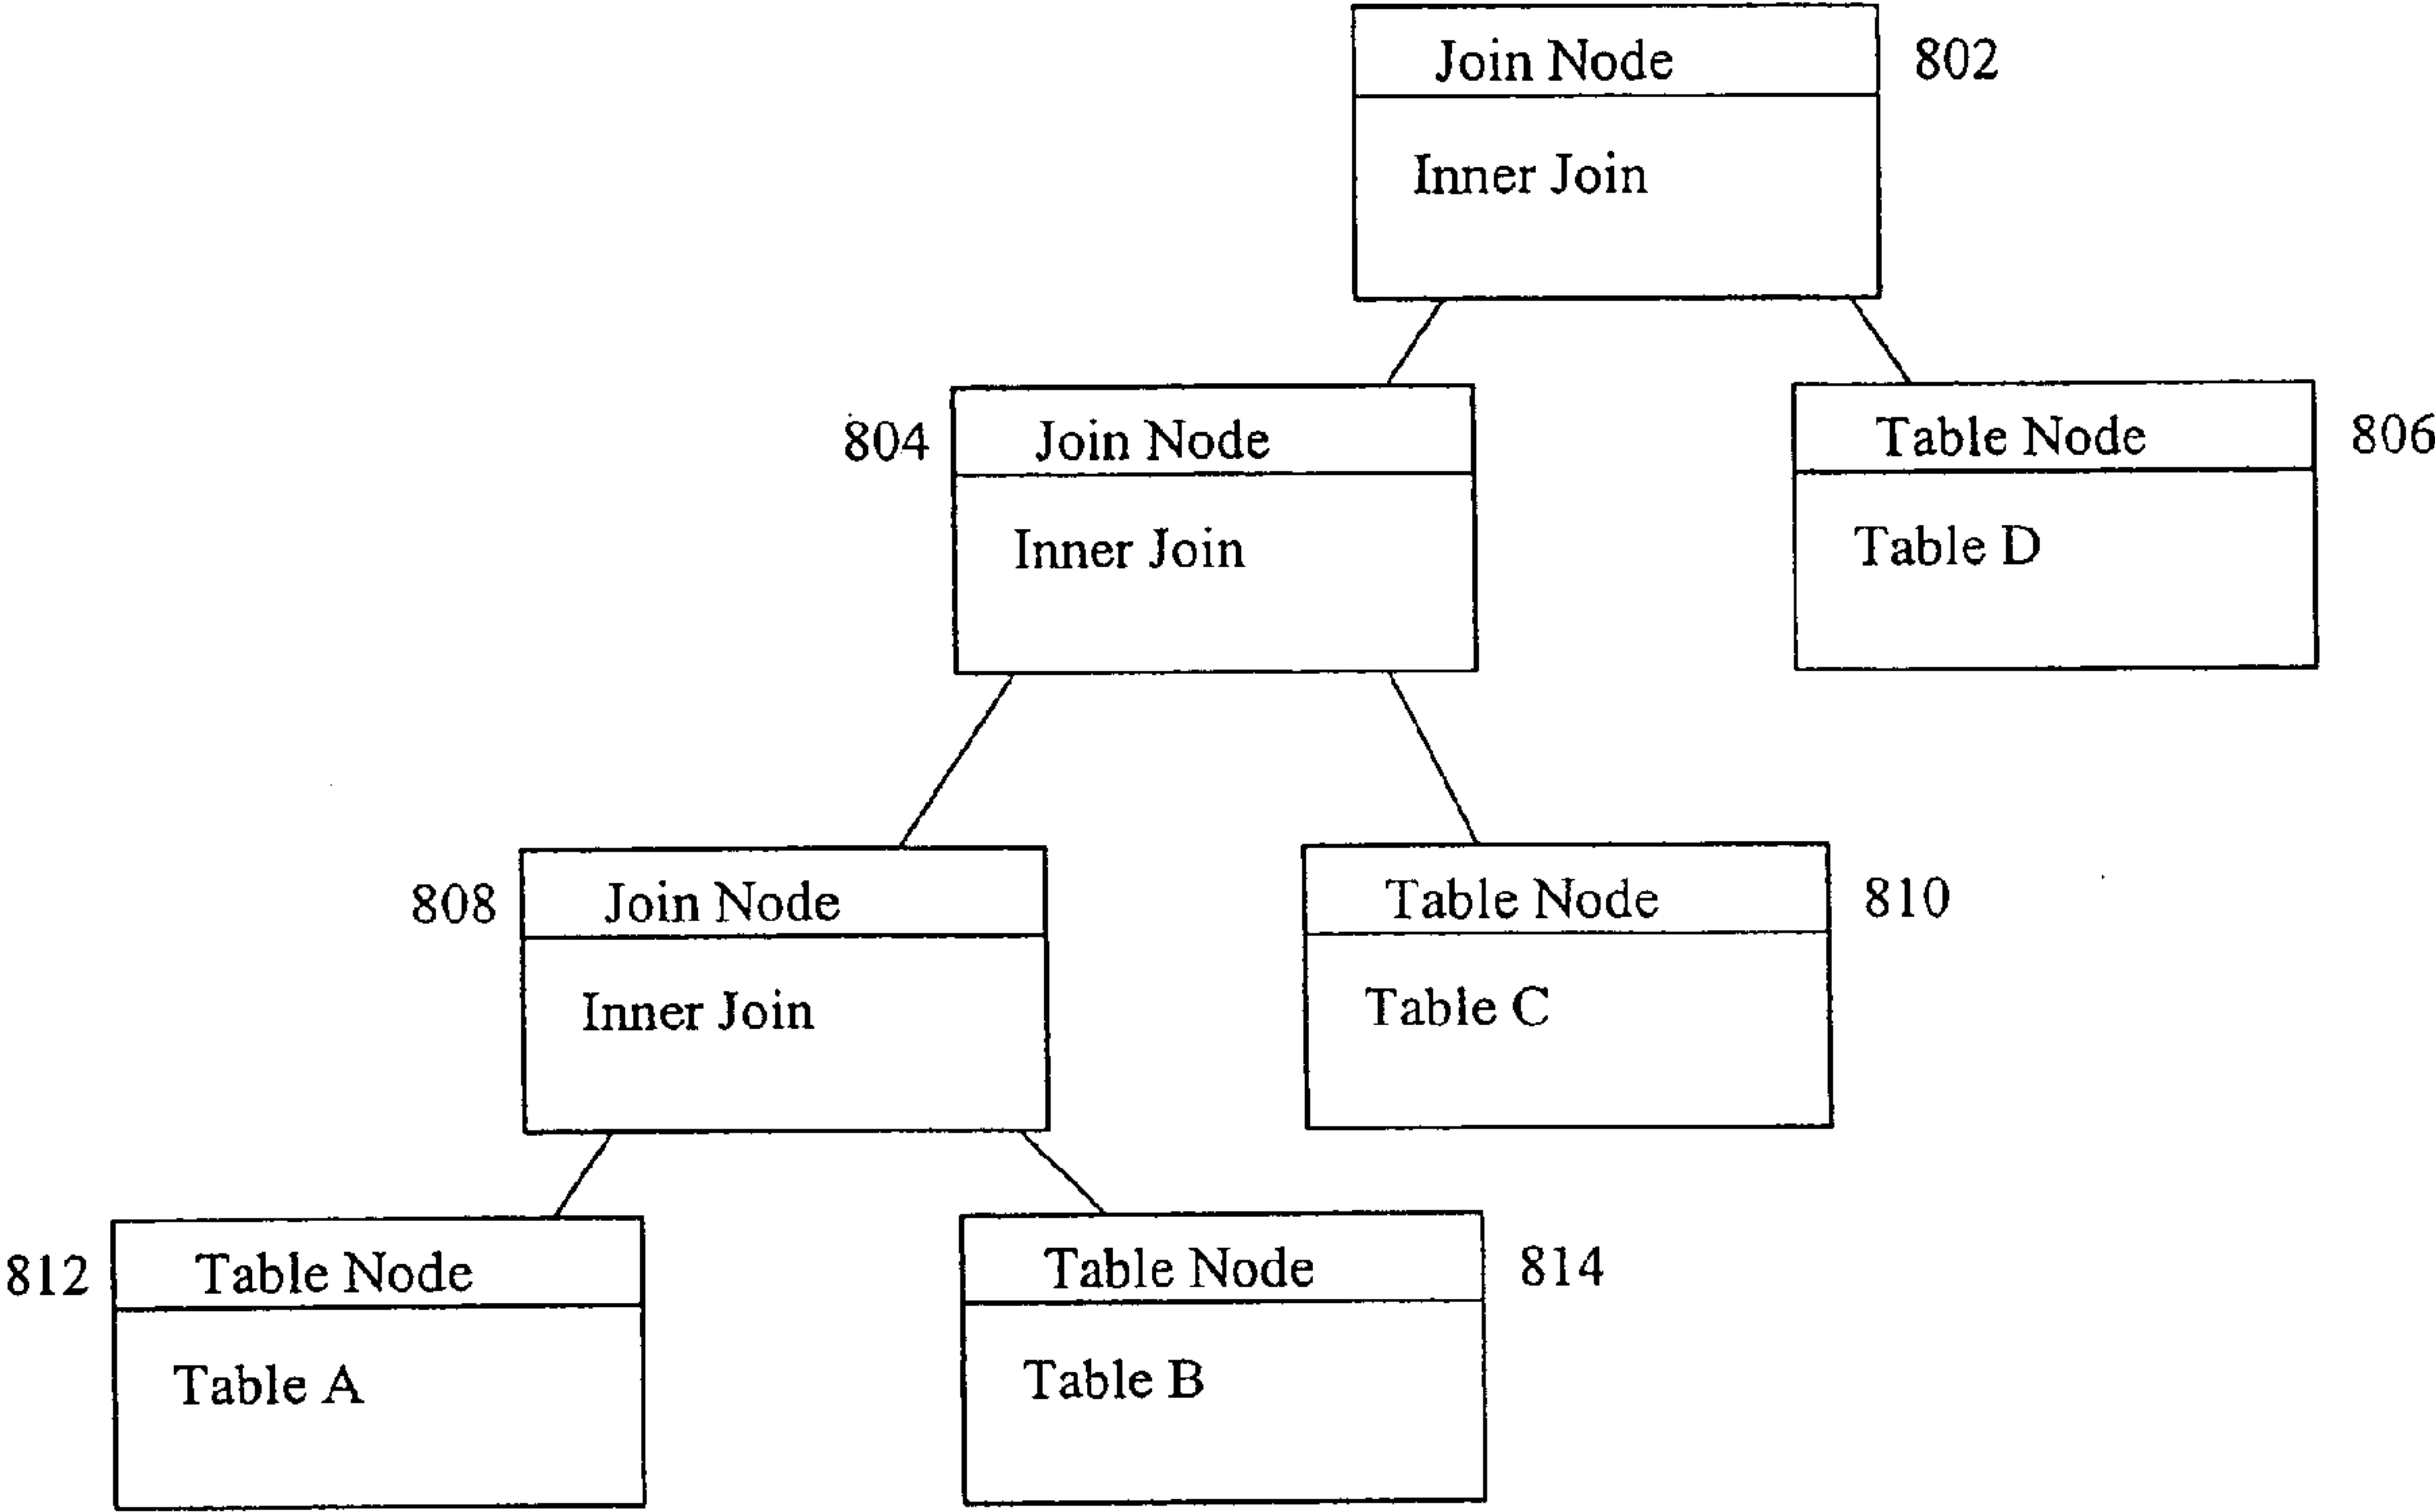 Join Node
802
Inner Join
804
Join Node
Inner Join
Table Node
806
Table D
808
Join Node
Inner Join
Table Node
810
Table C
812
Table Node
Table A
Table Node
814
Table B